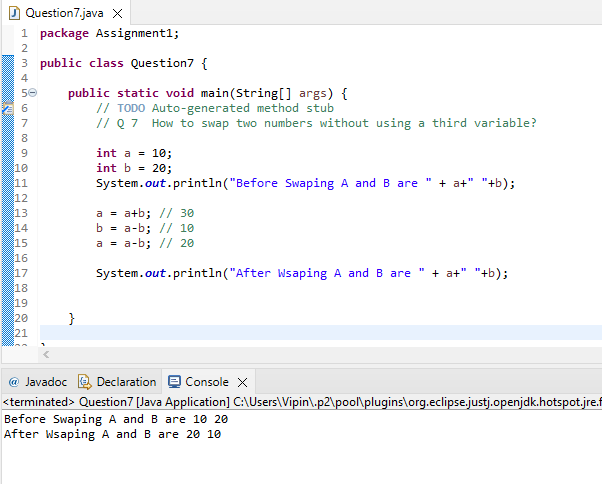 Question7.java
1 package Assignment1;
2
3 public class Question7 {
4
5 public static void main(String[] args) {
6 // TODO Auto-generated method stub
7 // Q 7  How to swap two numbers without using a third variable?
8
9 int a = 10;
10 int b = 20;
11 System.out.println("Before Swaping A and B are " + a+" "+b);
12
13 a = a+b; // 30
14 b = a-b; // 10
15 a = a-b; // 20
16
17 System.out.println("After Wsaping A and B are " + a+" "+b);
18
19
20 }
21
@ Javadoc Declaration Console
<terminated> Question7 [Java Application] C:\Users\Vipin\.p2\pool\plugins\org.eclipse.justj.openjdk.hotspot.jre.f
Before Swaping A and B are 10 20
After Wsaping A and B are 20 10